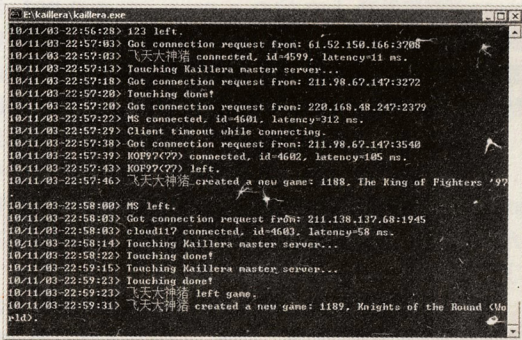 E:\kaillera\kaillera.exe
10/11/03-22:56:28> 123 left.
10/11/03-22:57:03> Got connection request from: 61.52.150.166:3708
10/11/03-22:57:03> 飞天大神猪 connected, id=4599, latency=11 ms.
10/11/03-22:57:13> Touching Kaillera master server...
10/11/03-22:57:18> Got connection request from: 211.98.67.147:3272
10/11/03-22:57:20> Touching done!
10/11/03-22:57:20> Got connection request from: 220.168.48.247:2379
10/11/03-22:57:22> MS connected, id=4601, latency=312 ms.
10/11/03-22:57:29> Client timeout while connecting.
10/11/03-22:57:38> Got connection request from: 211.98.67.147:3540
10/11/03-22:57:39> KOF97(77) connected, id=4602, latency=105 ms.
10/11/03-22:57:43> KOF97(77) left.
10/11/03-22:57:46> 飞天大神猪 created a new game: 1188, The King of Fighters '97
10/11/03-22:58:00> MS left.
10/11/03-22:58:03> Got connection request from: 211.138.137.68:1945
10/11/03-22:58:03> cloud117 connected, id=4603, latency=58 ms.
10/11/03-22:58:14> Touching Kaillera master server...
10/11/03-22:58:22> Touching done!
10/11/03-22:59:15> Touching Kaillera master server...
10/11/03-22:59:23> Touching done!
10/11/03-22:59:23> 飞天大神猪 left game.
10/11/03-22:59:31> 飞天大神猪 created a new game: 1189, Knights of the Round (Wo
rld).